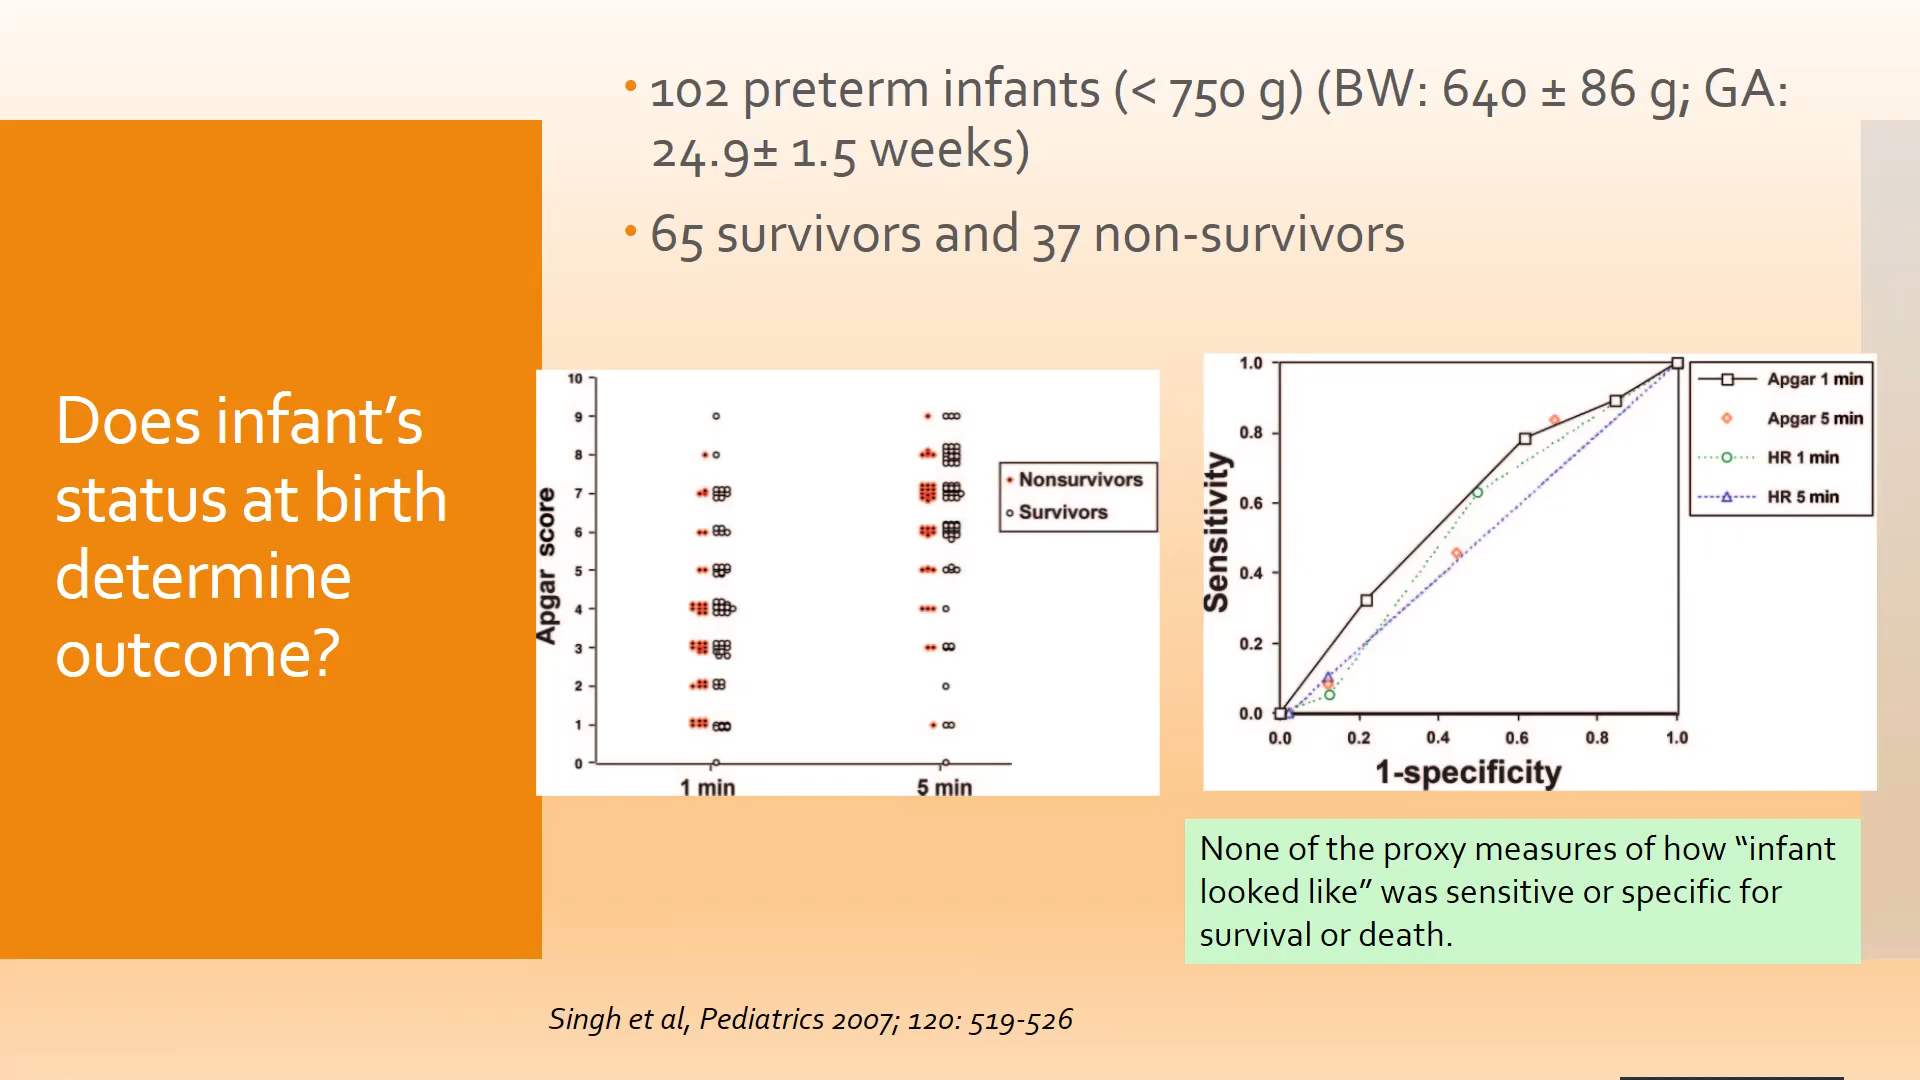 • 102 preterm infants (< 750 g) (BW: 640 ± 86 g; GA:
24.9± 1.5 weeks)
• 65 survivors and 37 non-survivors
Does infant’s
status at birth
determine
outcome?
10
9
8
7
6
5
4
3
2
1
0
Apgar score
1 min
5 min
Nonsurvivors
Survivors
1.0
0.8
0.6
0.4
0.2
0.0
Sensitivity
0.0 0.2 0.4 0.6 0.8 1.0
1-specificity
Apgar 1 min
Apgar 5 min
HR 1 min
HR 5 min
None of the proxy measures of how “infant
looked like” was sensitive or specific for
survival or death.
Singh et al, Pediatrics 2007; 120: 519-526